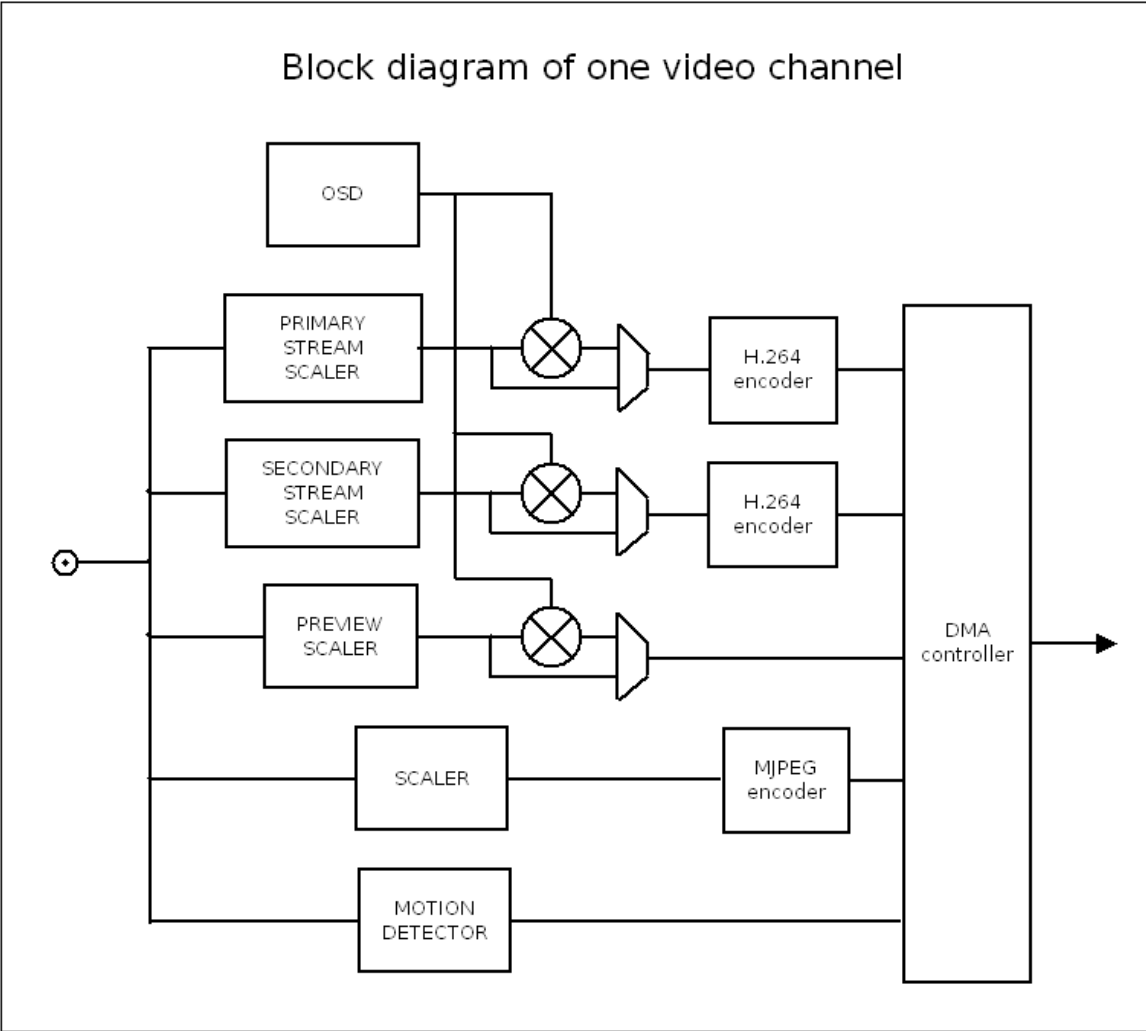 Block diagram of one video channel
OSD
PRIMARY
STREAM
SCALER
H.264
encoder
SECONDARY
STREAM
SCALER
H.264
encoder
PREVIEW
SCALER
DMA
controller
SCALER
MJPEG
encoder
MOTION
DETECTOR